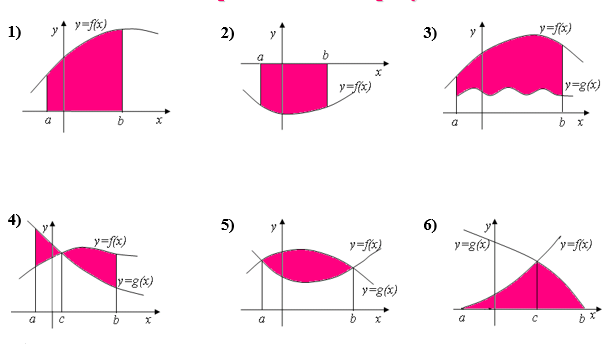 1)
y
y=f(x)
a
b
x
2)
y
a
b
x
y=f(x)
3)
y
y=f(x)
y=g(x)
a
b
x
4)
y
y=f(x)
y=g(x)
a
c
b
x
5)
y
y=f(x)
y=g(x)
a
b
x
6)
y
y=g(x)
y=f(x)
a
c
b
x